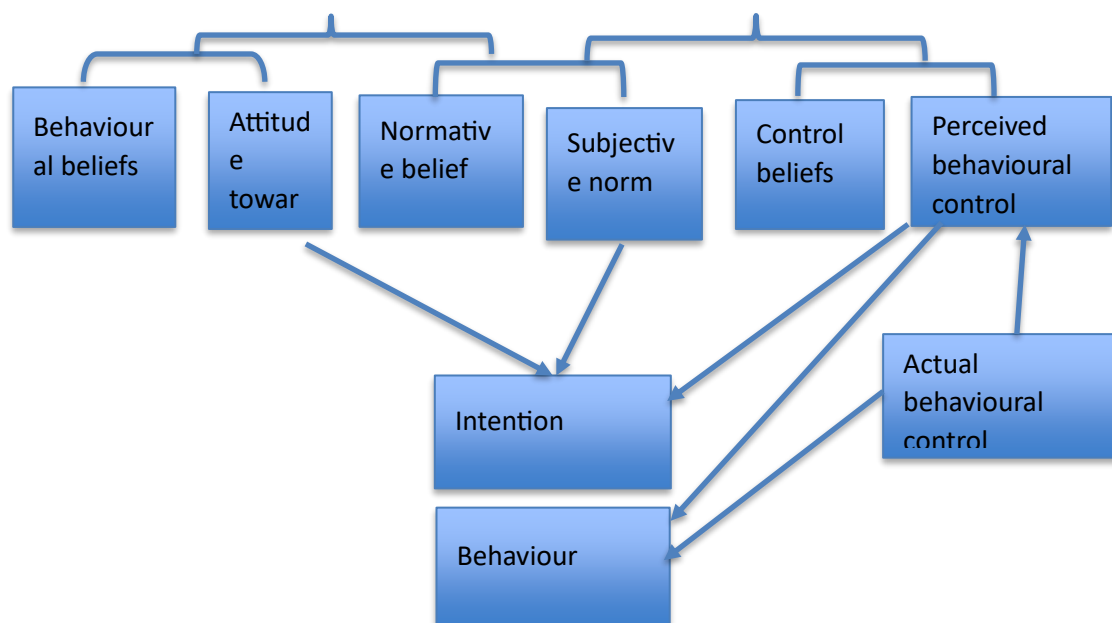 Behaviour
al beliefs
Attitud
e
towar
Normativ
e belief
Subjectiv
e norm
Control
beliefs
Perceived
behavioural
control
Actual
behavioural
control
Intention
Behaviour